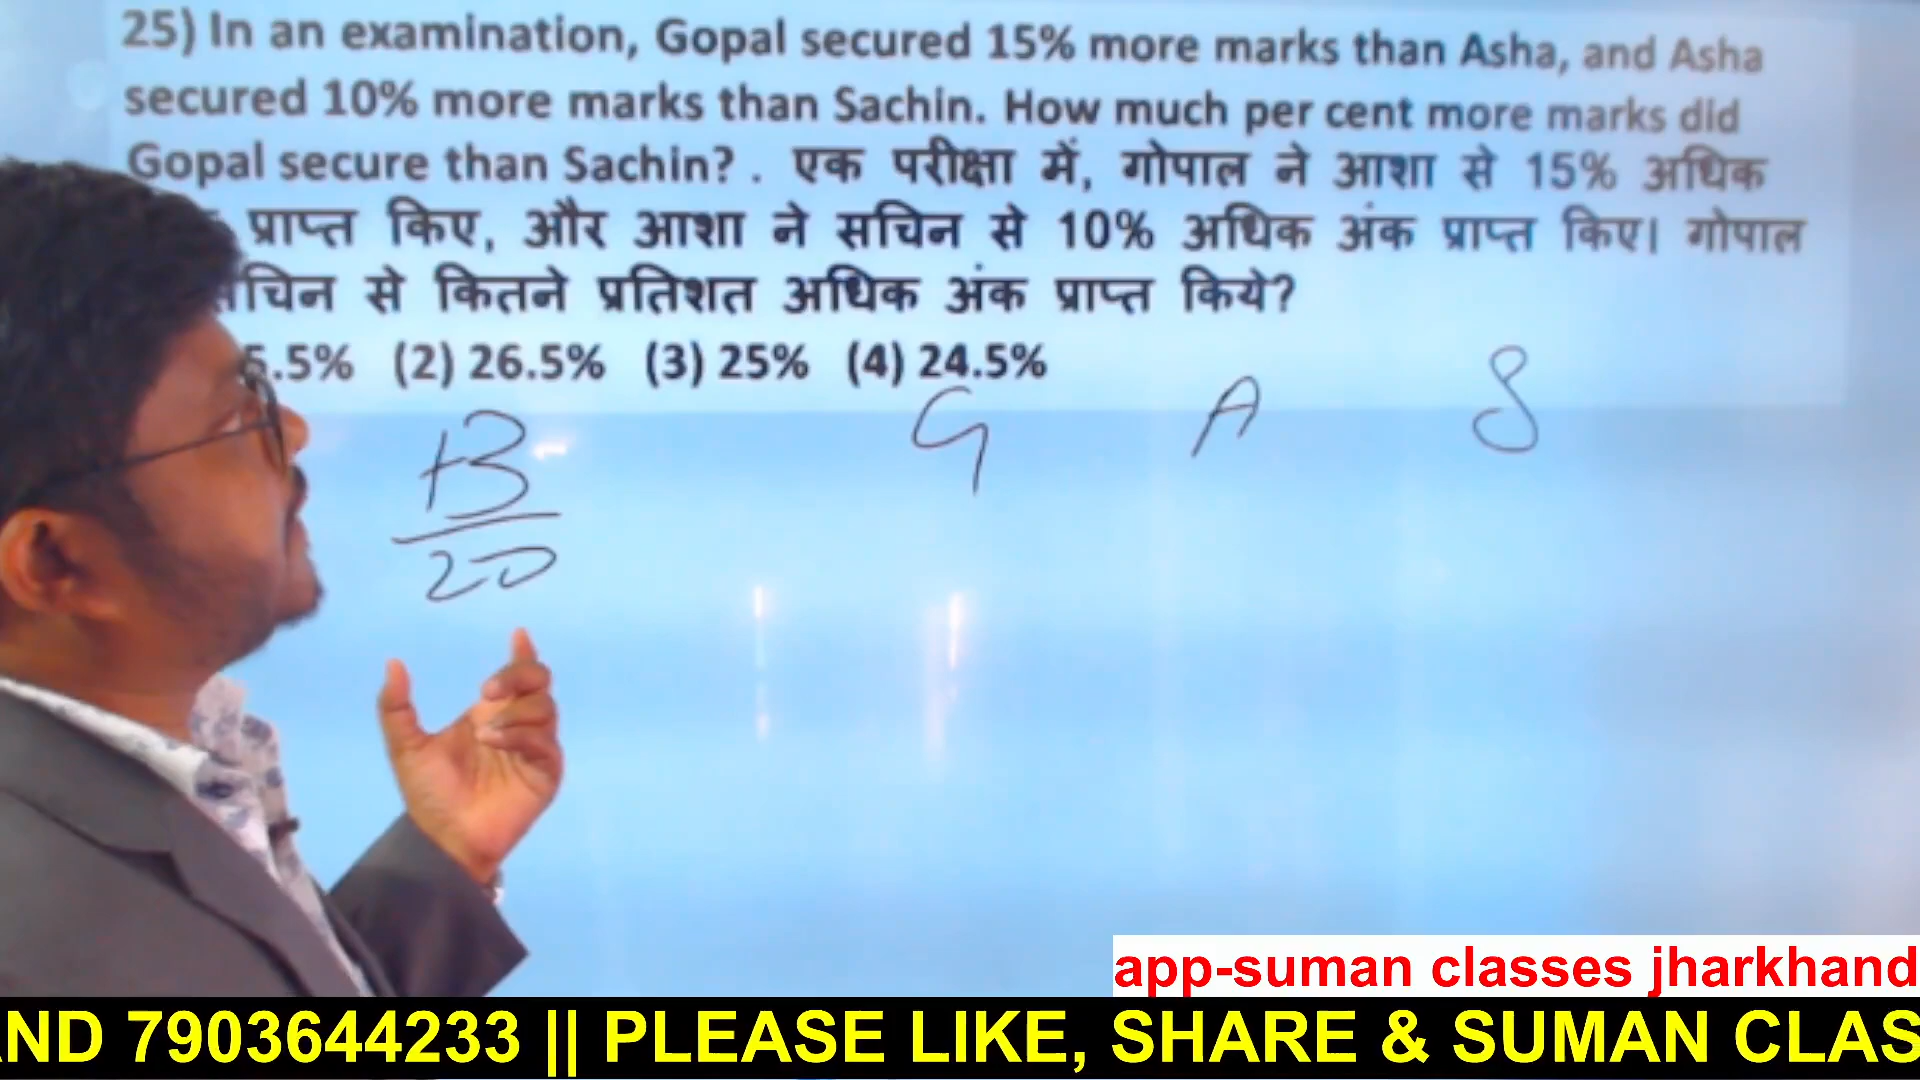 25) In an examination, Gopal secured 15% more marks than Asha, and Asha
secured 10% more marks than Sachin. How much per cent more marks did
Gopal secure than Sachin? . एक परीक्षा में, गोपाल ने आशा से 15% अधिक
प्राप्त किए, और आशा ने सचिन से 10% अधिक अंक प्राप्त किए। गोपाल
चिन से कितने प्रतिशत अधिक अंक प्राप्त किये?
.5% (2) 26.5% (3) 25% (4) 24.5%
G A S
+3
20
app-suman classes jharkhand
ND 7903644233 || PLEASE LIKE, SHARE & SUMAN CLAS